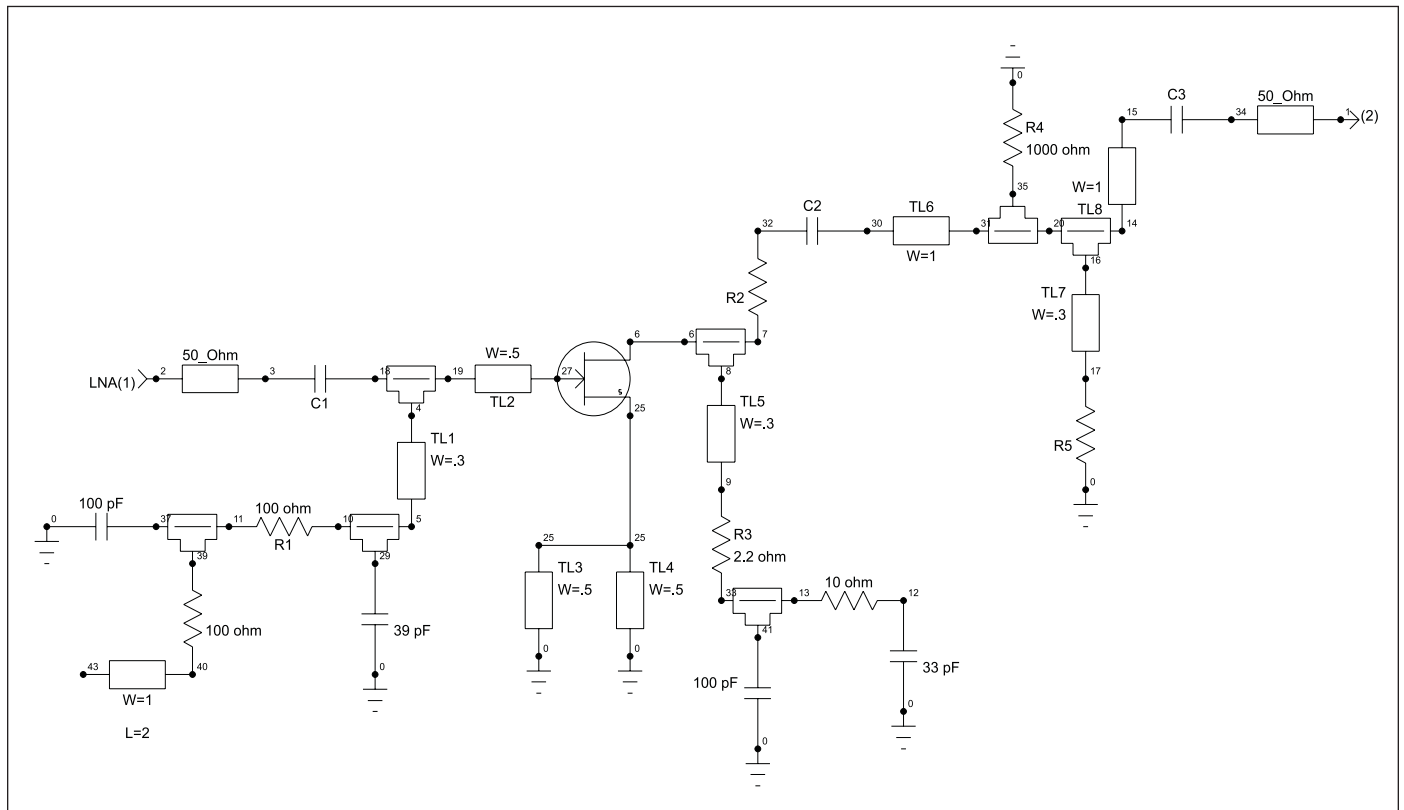 0
R4
1000 ohm
35
15
C3
34
50_Ohm
1
(2)
W=1
TL8
14
20
31
16
TL6
W=1
30
C2
32
R2
TL7
W=.3
17
R5
0
LNA(1)
2
50_Ohm
3
C1
18
19
4
W=.5
TL2
27
6
s
25
6
7
8
TL1
W=.3
TL5
W=.3
9
R3
2.2 ohm
0
100 pF
37
11
100 ohm
R1
10
5
39
29
100 ohm
39 pF
0
43
40
W=1
L=2
25
25
TL3
W=.5
TL4
W=.5
0
0
33
13
10 ohm
12
41
100 pF
0
33 pF
0